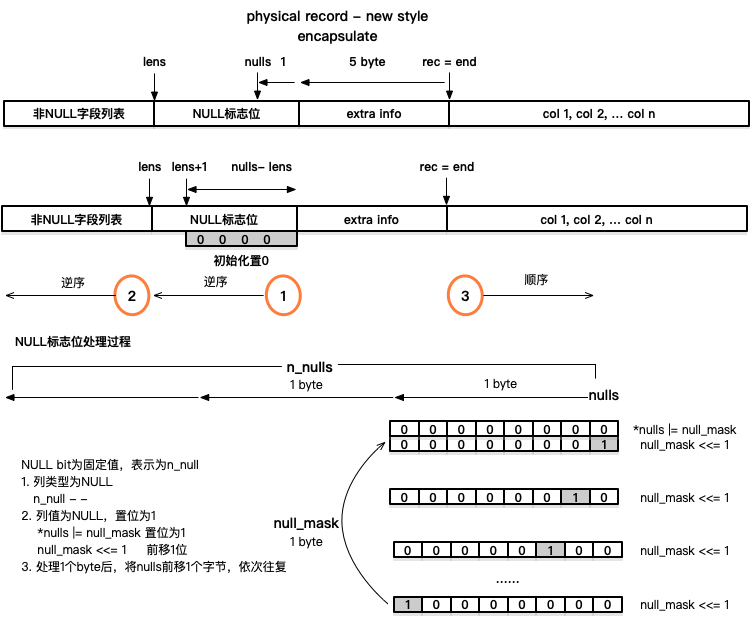 physical record - new style
encapsulate
lens
nulls
1
5 byte
rec = end
非NULL字段列表
NULL标志位
extra info
col 1, col 2, ... col n
lens
lens+1
nulls- lens
rec = end
非NULL字段列表
NULL标志位
extra info
col 1, col 2, ... col n
0 0 0 0
初始化置0
逆序
2
逆序
1
3
顺序
NULL标志位处理过程
n_nulls
1 byte
1 byte
nulls
0 0 0 0 0 0 0 0
*nulls |= null_mask
0 0 0 0 0 0 0 1
null_mask <<= 1
NULL bit为固定值，表示为n_null
1. 列类型为NULL
n_null - -
2. 列值为NULL，置位为1
*nulls |= null_mask 置位为1
null_mask <<= 1 前移1位
3. 处理1个byte后，将nulls前移1个字节，依次往复
null_mask
1 byte
0 0 0 0 0 0 1 0
null_mask <<= 1
0 0 0 0 0 1 0 0
null_mask <<= 1
......
1 0 0 0 0 0 0 0
null_mask <<= 1